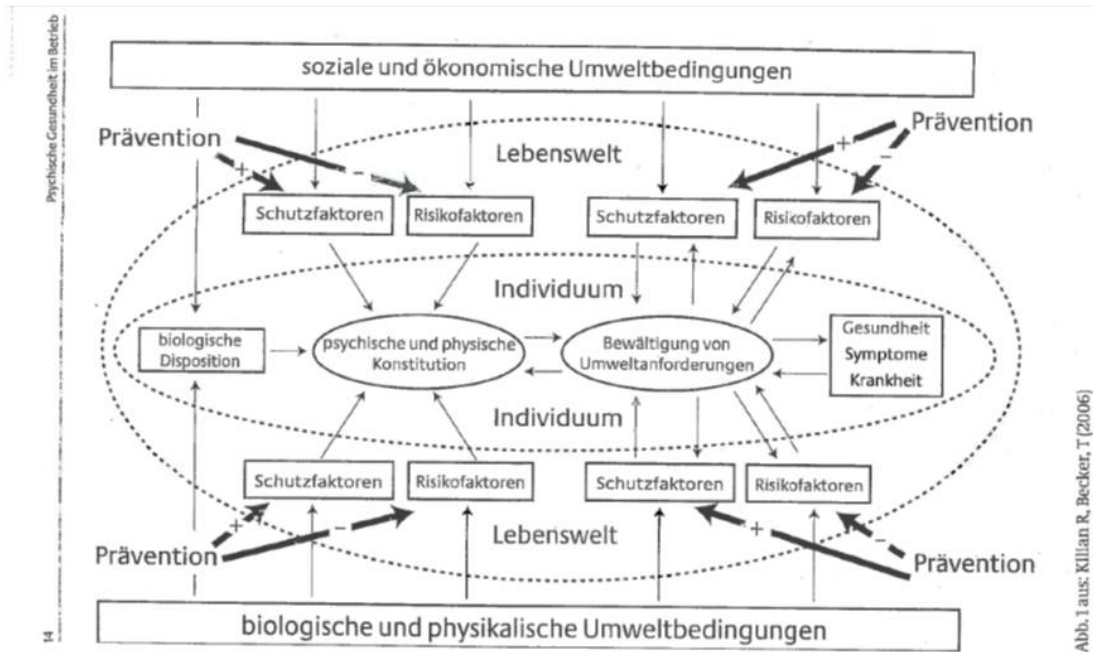 Psychische Gesundheit im Betrieb
14
soziale und ökonomische Umweltbedingungen
Prävention
Prävention
+
-
+
-
Lebenswelt
Schutzfaktoren
Risikofaktoren
Schutzfaktoren
Risikofaktoren
Individuum
biologische
Disposition
psychische und physische
Konstitution
Bewältigung von
Umweltanforderungen
Gesundheit
Symptome
Krankheit
Individuum
Schutzfaktoren
Risikofaktoren
Schutzfaktoren
Risikofaktoren
+
-
+
-
Lebenswelt
Prävention
Prävention
biologische und physikalische Umweltbedingungen
Abb. 1 aus: Kilian R, Becker, T (2006)